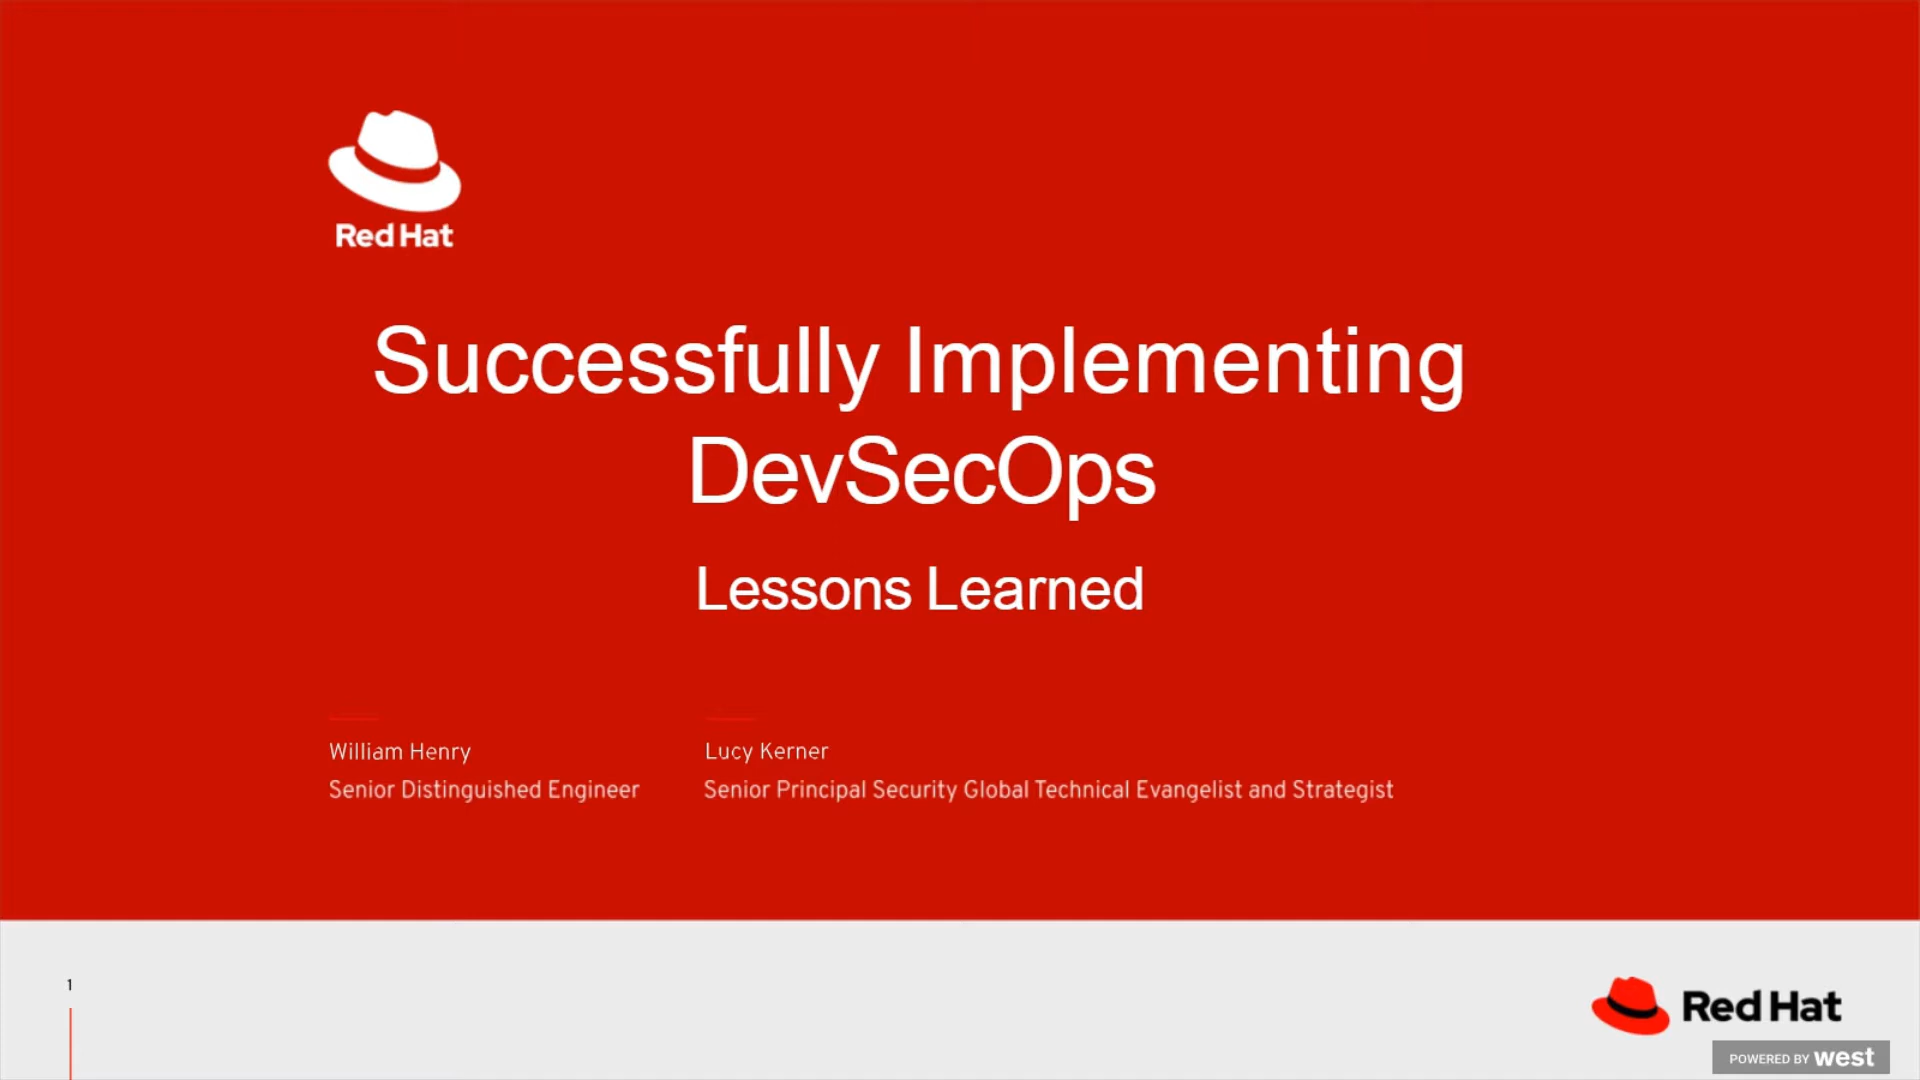 Red Hat
Successfully Implementing
DevSecOps
Lessons Learned
William Henry
Senior Distinguished Engineer
Lucy Kerner
Senior Principal Security Global Technical Evangelist and Strategist
1
Red Hat
POWERED BY west